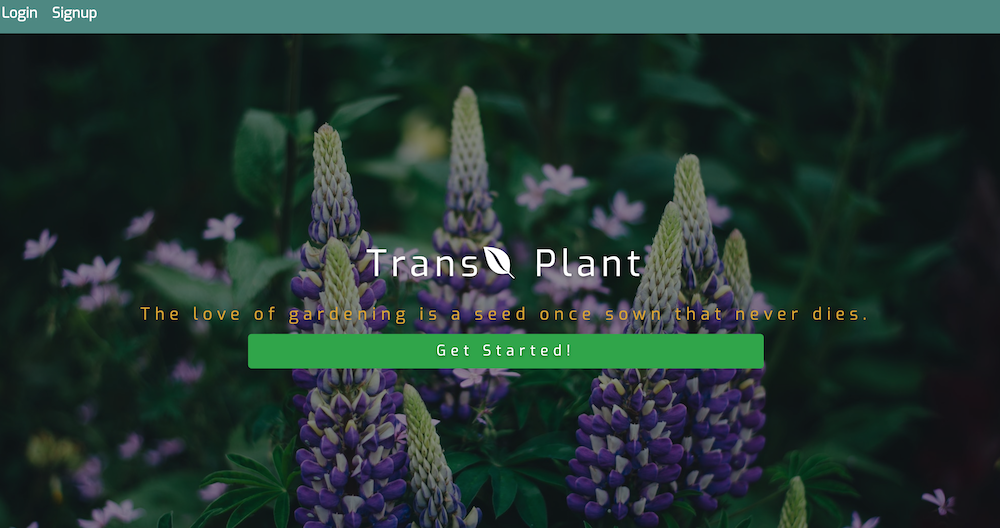 Login Signup
Trans Plant
The love of gardening is a seed once sown that never dies.
Get Started!